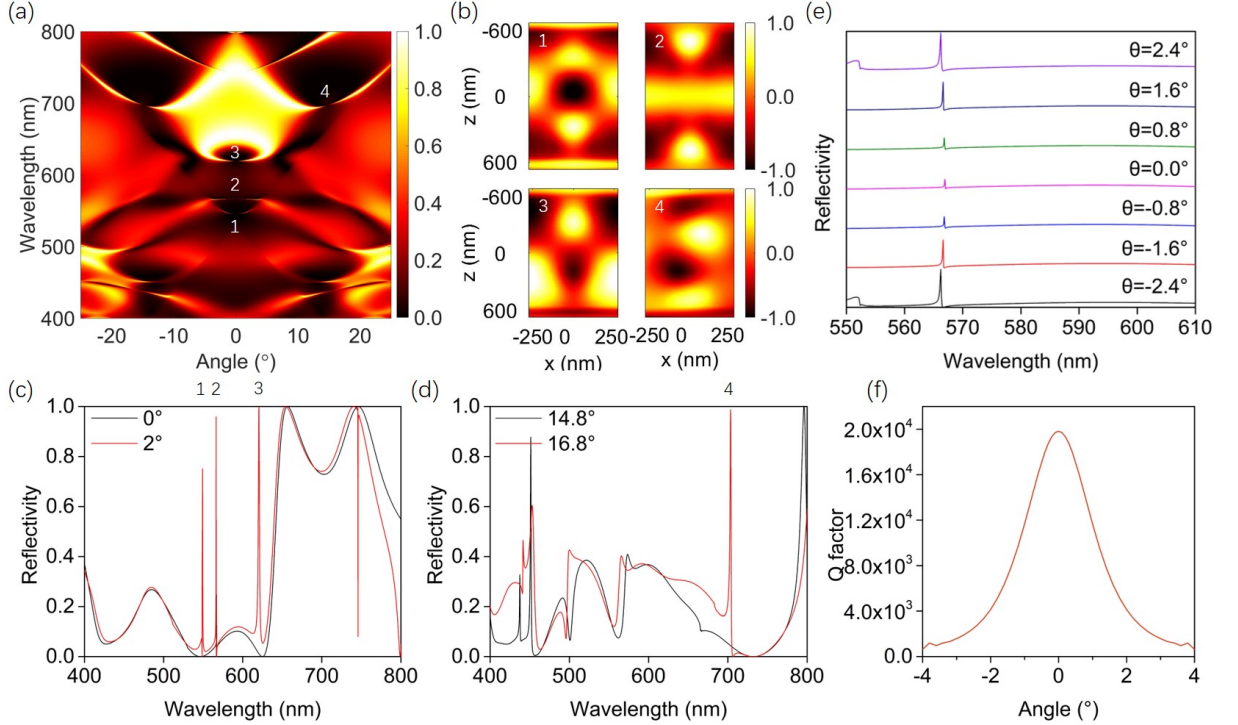 (a)
800
700
600
500
400
Wavelength (nm)
-20 -10 0 10 20
Angle (°)
1.0
0.8
0.6
0.4
0.2
0.0
4
3
2
1
(b)
-600
0
600
z (nm)
1
2
1.0
0.0
-1.0
-600
0
600
z (nm)
3
4
1.0
0.0
-1.0
-250 0 250
x (nm)
-250 0 250
x (nm)
(e)
Reflectivity
θ=2.4°
θ=1.6°
θ=0.8°
θ=0.0°
θ=-0.8°
θ=-1.6°
θ=-2.4°
550 560 570 580 590 600 610
Wavelength (nm)
(c)
1 2 3
0°
2°
1.0
0.8
0.6
0.4
0.2
0.0
Reflectivity
400 500 600 700 800
Wavelength (nm)
(d)
4
14.8°
16.8°
1.0
0.8
0.6
0.4
0.2
0.0
Reflectivity
400 500 600 700 800
Wavelength (nm)
(f)
2.0x10⁴
1.6x10⁴
1.2x10⁴
8.0x10³
4.0x10³
0.0
Q factor
-4 -2 0 2 4
Angle (°)